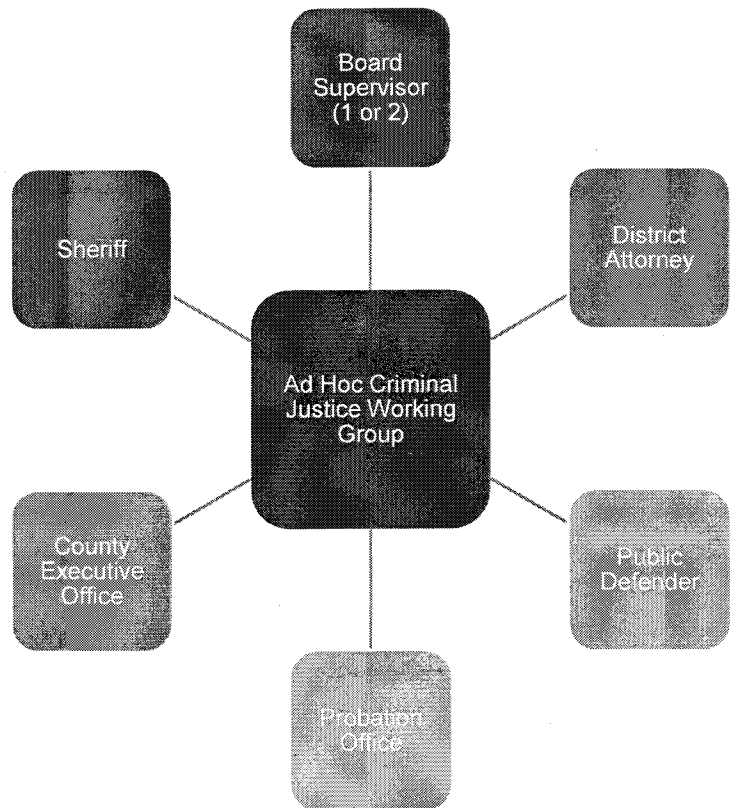 Board
Supervisor
(1 or 2)
Sheriff
District
Attorney
Ad Hoc Criminal
Justice Working
Group
County
Executive
Office
Public
Defender
Probation
Office